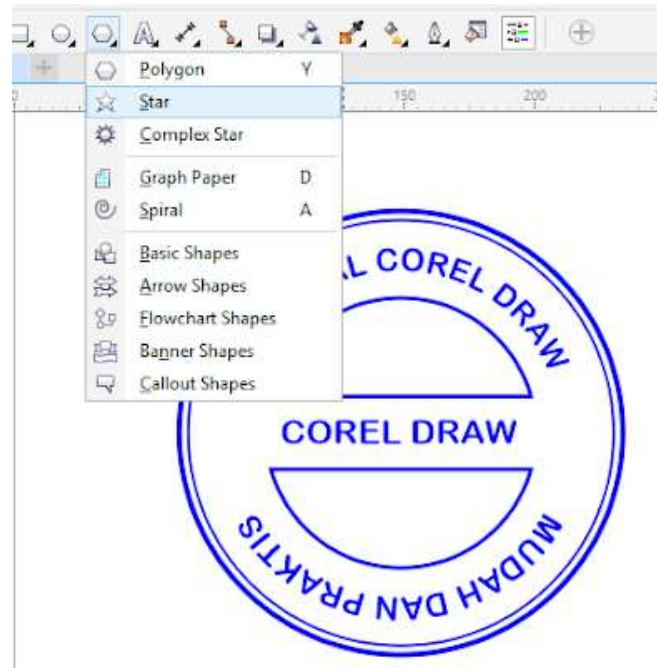 150
200
Polygon Y
Star
Complex Star
Graph Paper D
Spiral A
Basic Shapes
Arrow Shapes
Flowchart Shapes
Banner Shapes
Callout Shapes
L COREL DRAW
COREL DRAW
MUDAH DAN PRAKTIS